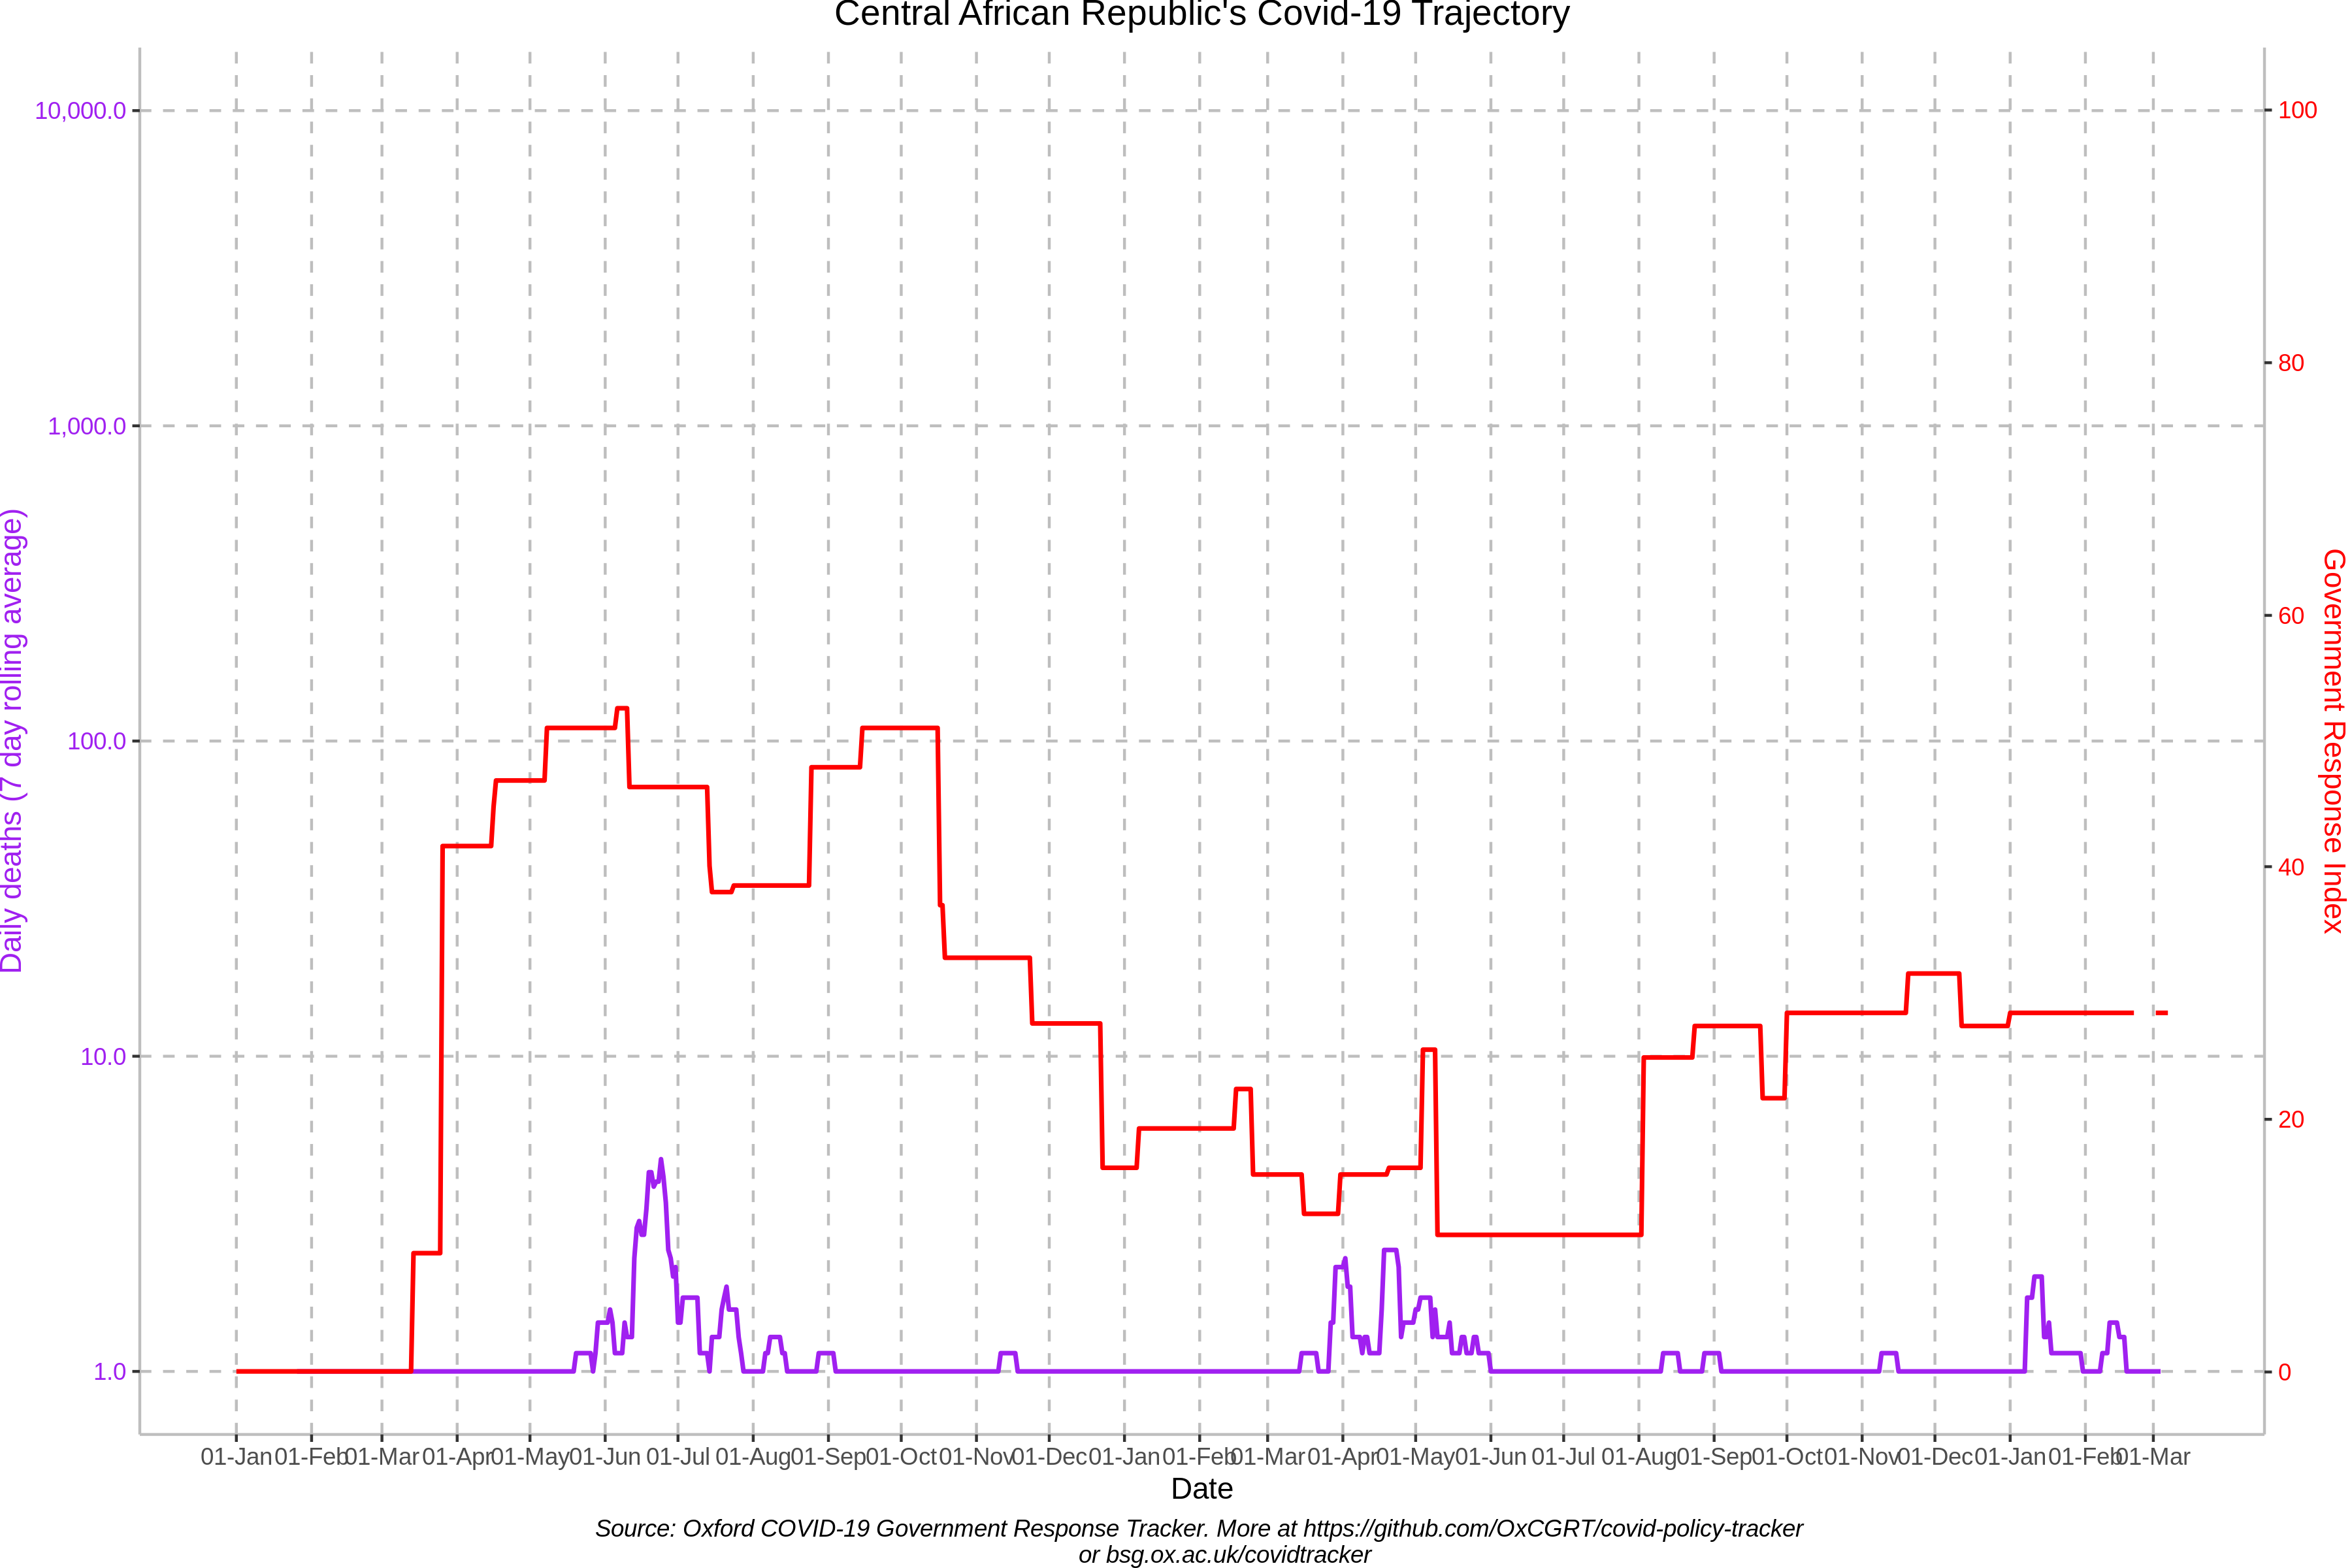 Central African Republic's Covid-19 Trajectory
10,000.0
1,000.0
100.0
10.0
1.0
Daily deaths (7 day rolling average)
100
80
60
40
20
0
Government Response Index
01-Jan 01-Feb 01-Mar 01-Apr 01-May 01-Jun 01-Jul 01-Aug 01-Sep 01-Oct 01-Nov 01-Dec 01-Jan 01-Feb 01-Mar 01-Apr 01-May 01-Jun 01-Jul 01-Aug 01-Sep 01-Oct 01-Nov 01-Dec 01-Jan 01-Feb 01-Mar
Date
Source: Oxford COVID-19 Government Response Tracker. More at https://github.com/OxCGRT/covid-policy-tracker
or bsg.ox.ac.uk/covidtracker